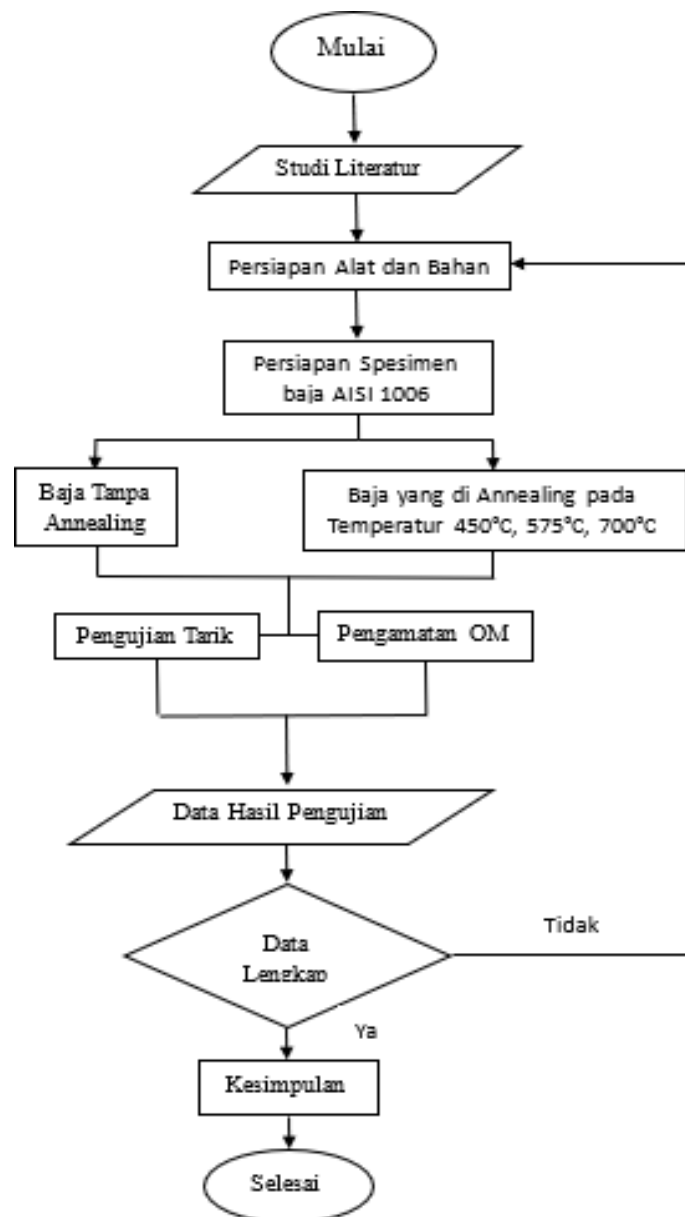 Mulai
Studi Literatur
Persiapan Alat dan Bahan
Persiapan Spesimen
baja AISI 1006
Baja Tanpa
Annealing
Baja yang di Annealing pada
Temperatur 450°C, 575°C, 700°C
Pengujian Tarik
Pengamatan OM
Data Hasil Pengujian
Data
Lengkap
Tidak
Ya
Kesimpulan
Selesai